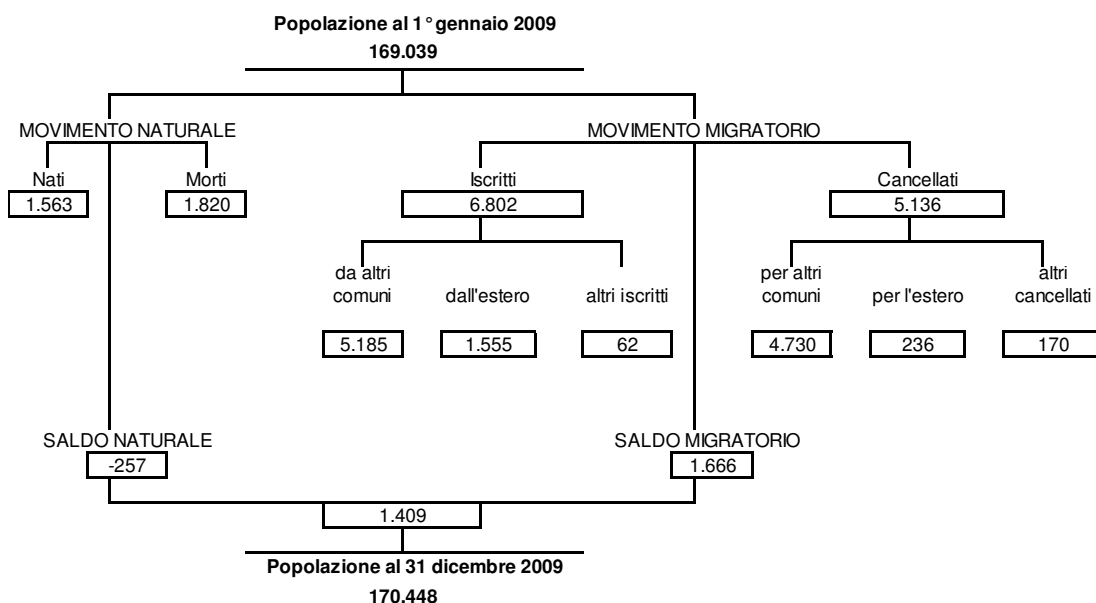 Popolazione al 1° gennaio 2009
169.039
MOVIMENTO NATURALE
MOVIMENTO MIGRATORIO
Nati
Morti
Iscritti
Cancellati
1.563
1.820
6.802
5.136
da altri comuni
dall'estero
altri iscritti
per altri comuni
per l'estero
altri cancellati
5.185
1.555
62
4.730
236
170
SALDO NATURALE
SALDO MIGRATORIO
-257
1.666
1.409
Popolazione al 31 dicembre 2009
170.448